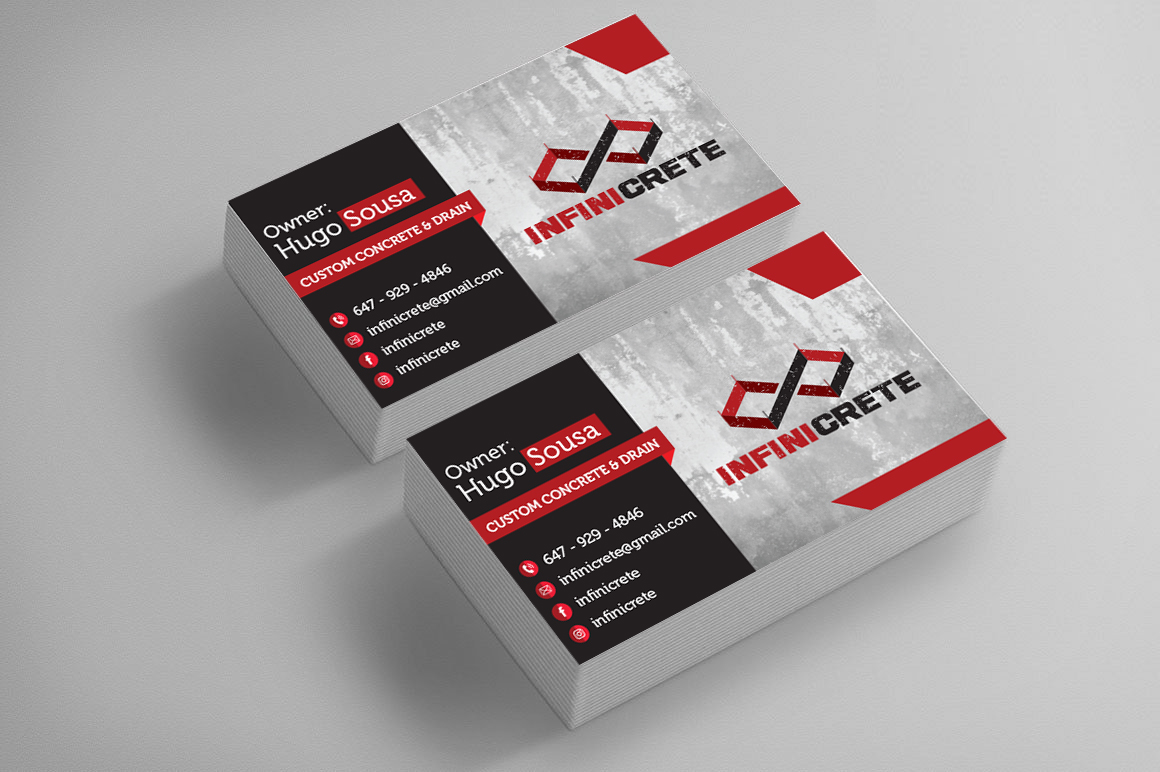 Owner:
Hugo Sousa
CUSTOM CONCRETE & DRAIN
647 - 929 - 4846
infinicrete@gmail.com
infinicrete
infinicrete
INFINICRETE
Owner:
Hugo Sousa
CUSTOM CONCRETE & DRAIN
647 - 929 - 4846
infinicrete@gmail.com
infinicrete
infinicrete
INFINICRETE